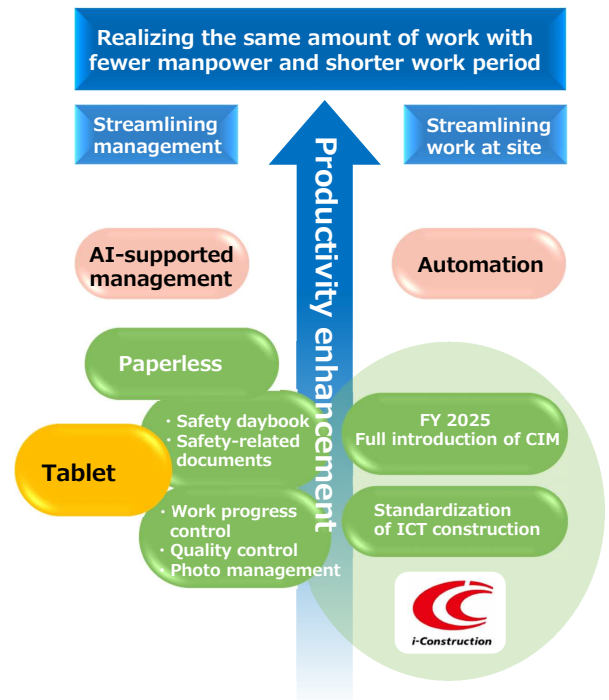 Realizing the same amount of work with
fewer manpower and shorter work period
Streamlining
management
Streamlining
work at site
Productivity enhancement
AI-supported
management
Automation
Paperless
・Safety daybook
・Safety-related
documents
Tablet
・Work progress
control
・Quality control
・Photo management
FY 2025
Full introduction of CIM
Standardization
of ICT construction
i-Construction